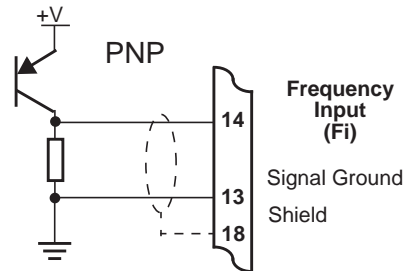 +V
PNP
14
Frequency
Input
(Fi)
13
Signal Ground
18
Shield